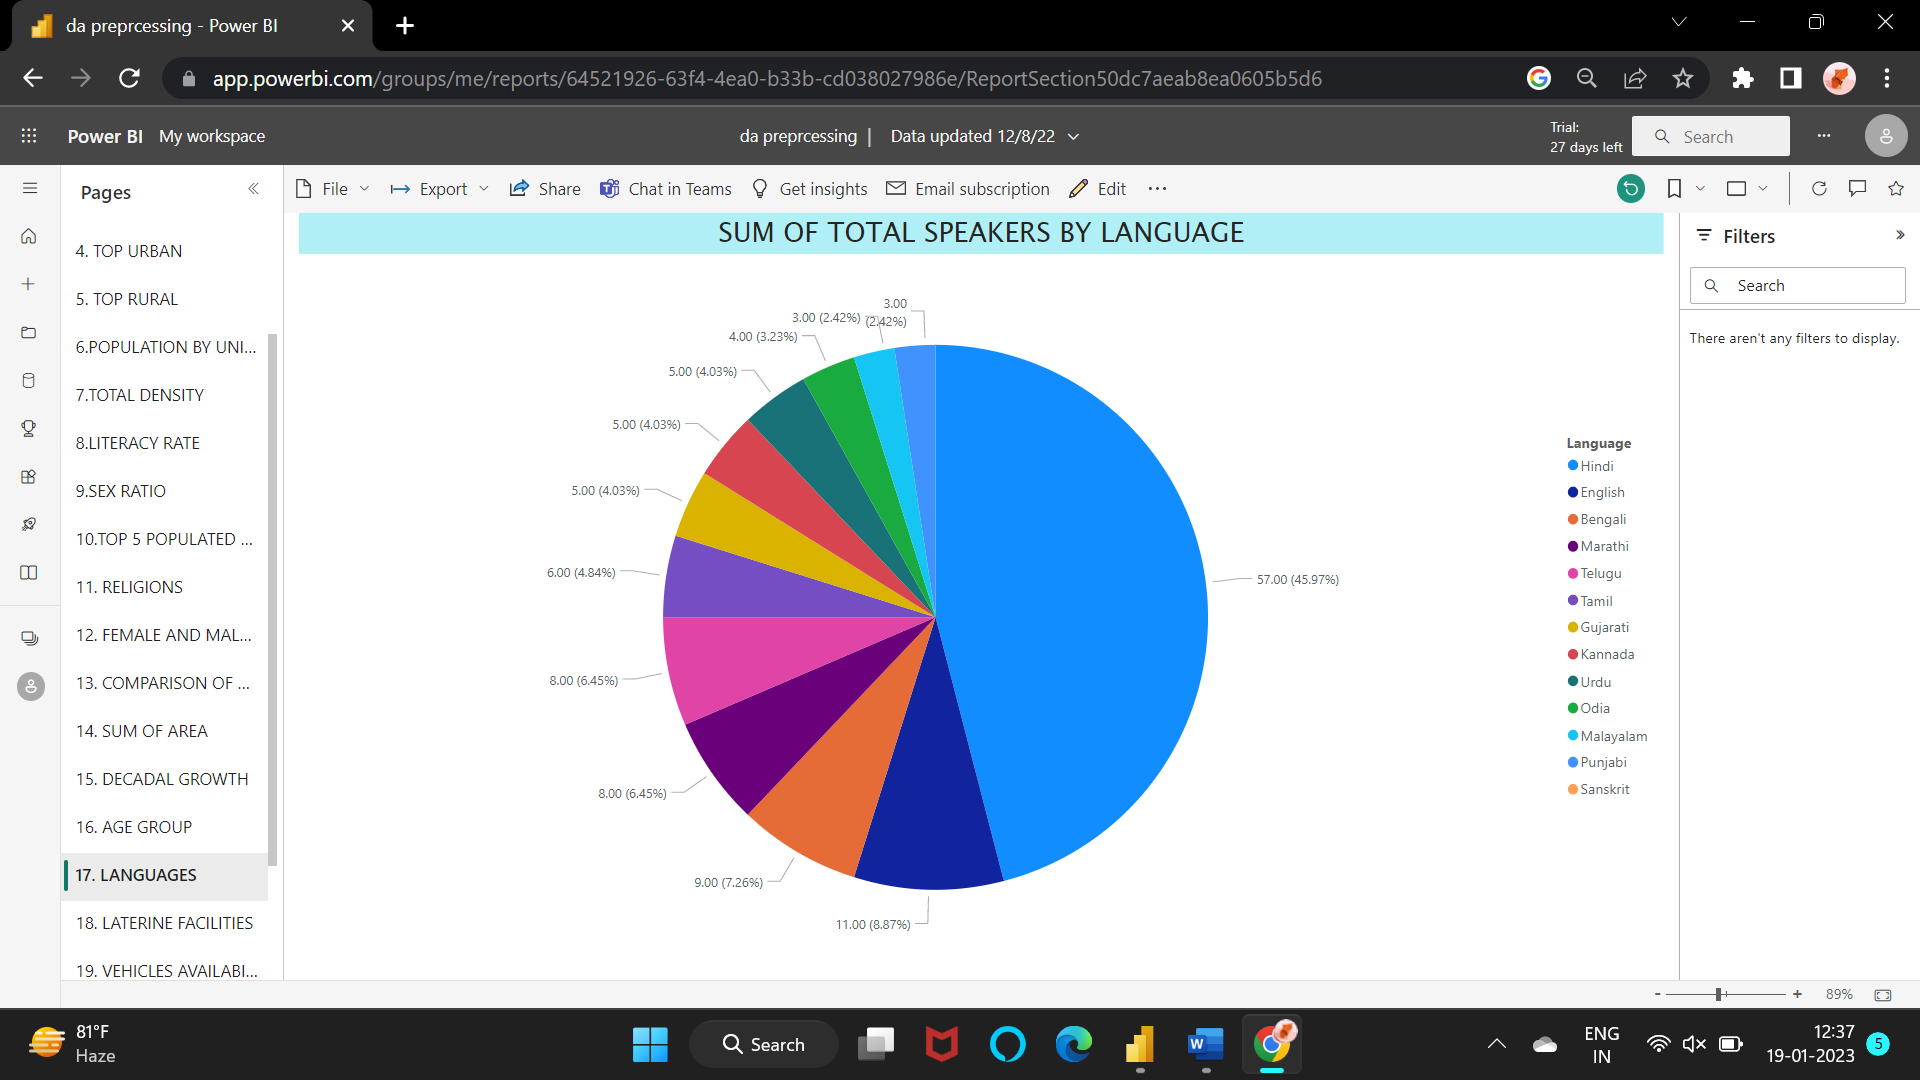 da preprcessing - Power BI
app.powerbi.com/groups/me/reports/64521926-63f4-4ea0-b33b-cd038027986e/ReportSection50dc7aeab8ea0605b5d6
Power BI My workspace
da preprcessing | Data updated 12/8/22
Trial:
27 days left
Search
Pages
File Export Share Chat in Teams Get insights Email subscription Edit
4. TOP URBAN
5. TOP RURAL
6.POPULATION BY UNI...
7.TOTAL DENSITY
8.LITERACY RATE
9.SEX RATIO
10.TOP 5 POPULATED ...
11. RELIGIONS
12. FEMALE AND MAL...
13. COMPARISON OF ...
14. SUM OF AREA
15. DECADAL GROWTH
16. AGE GROUP
17. LANGUAGES
18. LATERINE FACILITIES
19. VEHICLES AVAILABI...
SUM OF TOTAL SPEAKERS BY LANGUAGE
3.00
(2.42%)
3.00 (2.42%)
4.00 (3.23%)
5.00 (4.03%)
5.00 (4.03%)
5.00 (4.03%)
6.00 (4.84%)
8.00 (6.45%)
8.00 (6.45%)
9.00 (7.26%)
11.00 (8.87%)
57.00 (45.97%)
Language
Hindi
English
Bengali
Marathi
Telugu
Tamil
Gujarati
Kannada
Urdu
Odia
Malayalam
Punjabi
Sanskrit
Filters
Search
There aren't any filters to display.
- + 89%
81°F
Haze
Search
W
ENG
IN
12:37
19-01-2023
5